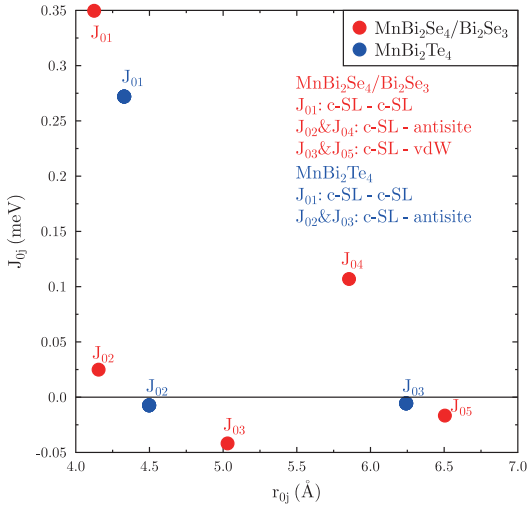 0.35
0.30
0.25
0.20
0.15
0.10
0.05
0.0
-0.05
J₀ⱼ (meV)
4.0 4.5 5.0 5.5 6.0 6.5 7.0
r₀ⱼ (Å)
MnBi₂Se₄/Bi₂Se₃
MnBi₂Te₄
MnBi₂Se₄/Bi₂Se₃
J₀₁: c-SL - c-SL
J₀₂&J₀₄: c-SL - antisite
J₀₃&J₀₅: c-SL - vdW
MnBi₂Te₄
J₀₁: c-SL - c-SL
J₀₂&J₀₃: c-SL - antisite
J₀₁
J₀₁
J₀₄
J₀₂
J₀₂
J₀₃
J₀₃
J₀₅